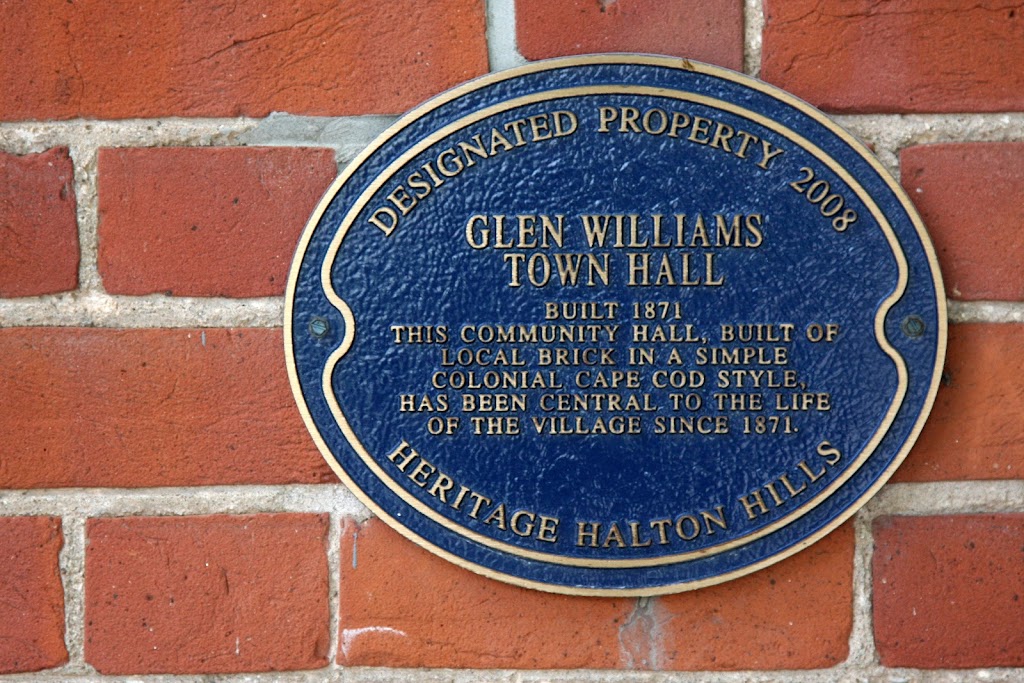 DESIGNATED PROPERTY 2008
GLEN WILLIAMS
TOWN HALL
BUILT 1871
THIS COMMUNITY HALL, BUILT OF
LOCAL BRICK IN A SIMPLE
COLONIAL CAPE COD STYLE,
HAS BEEN CENTRAL TO THE LIFE
OF THE VILLAGE SINCE 1871.
HERITAGE HALTON HILLS